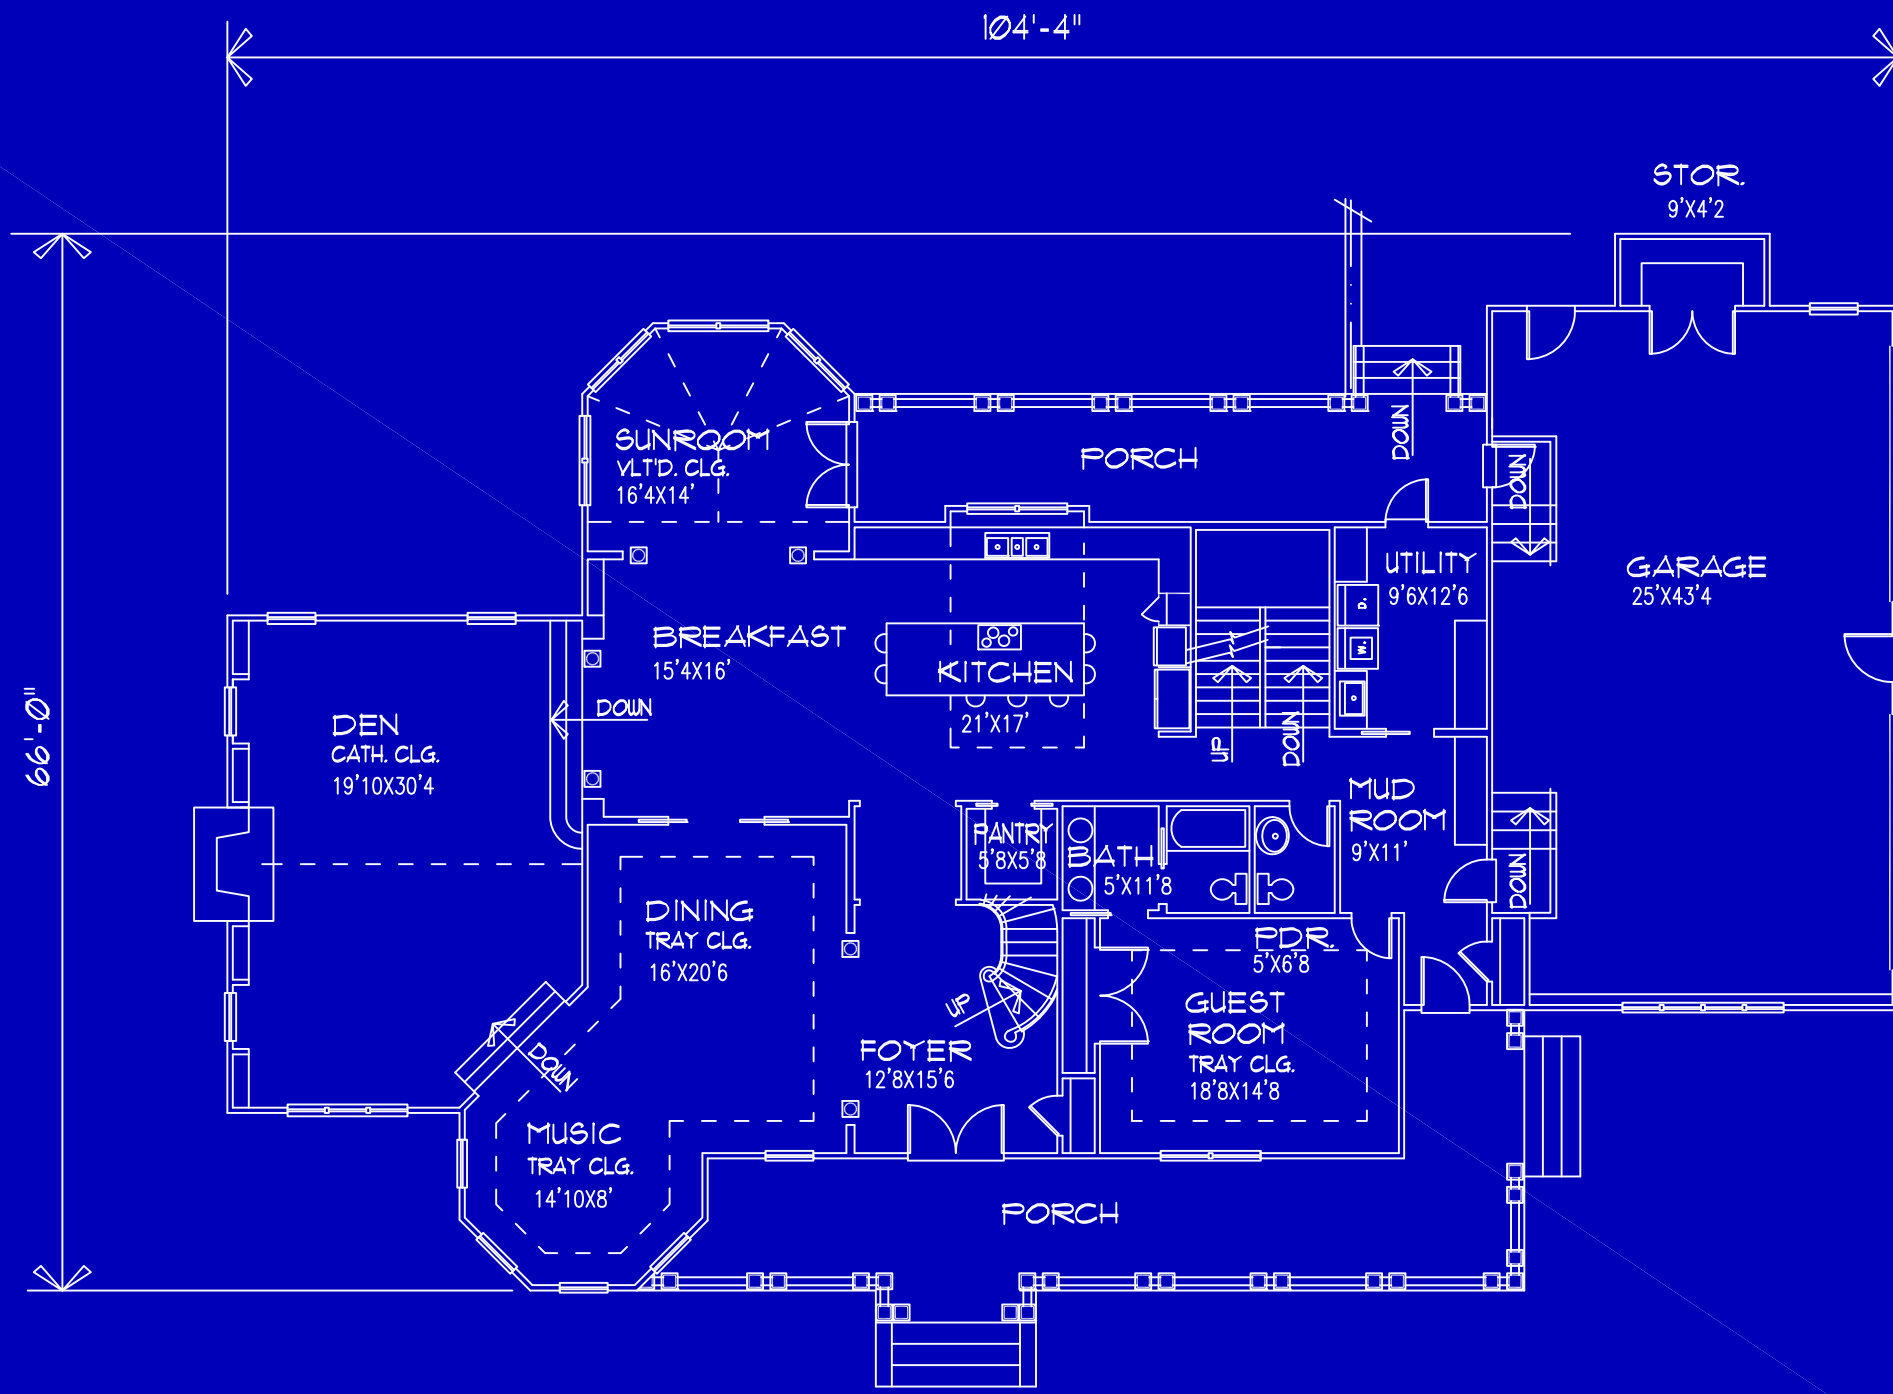 104'-4"
STOR.
9'X4'2
SUNROOM
VLT'D. CLG.
16'4X14'
PORCH
DOWN
DOWN
UTILITY
9'6X12'6
GARAGE
25'X43'4
D.
W.
BREAKFAST
15'4X16'
KITCHEN
21'X17'
DOWN
UP
DOWN
66'-0"
DEN
CATH. CLG.
19'10X30'4
MUD
ROOM
9'X11'
PANTRY
5'8X5'8
BATH
5'X11'8
DOWN
DINING
TRAY CLG.
16'X20'6
PDR.
5'X6'8
UP
GUEST
ROOM
TRAY CLG.
18'8X14'8
FOYER
12'8X15'6
DOWN
MUSIC
TRAY CLG.
14'10X8'
PORCH